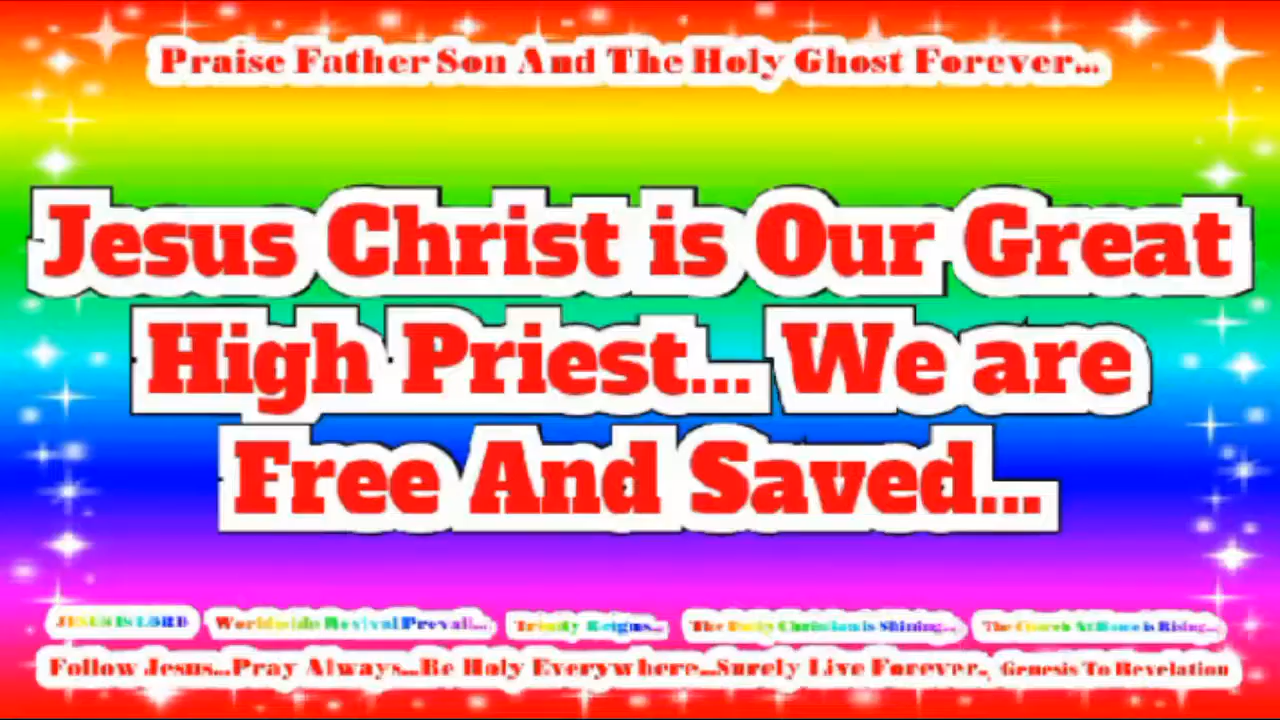 Praise Father Son And The Holy Ghost Forever...
Jesus Christ is Our Great
High Priest... We are
Free And Saved...
JESUS IS LORD Worldwide Revival Prevail... Trinity Reigns... The Christian is Shining... The Church At Home is Rising...
Follow Jesus...Pray Always...Be Holy Everywhere...Surely Live Forever., Genesis To Revelation